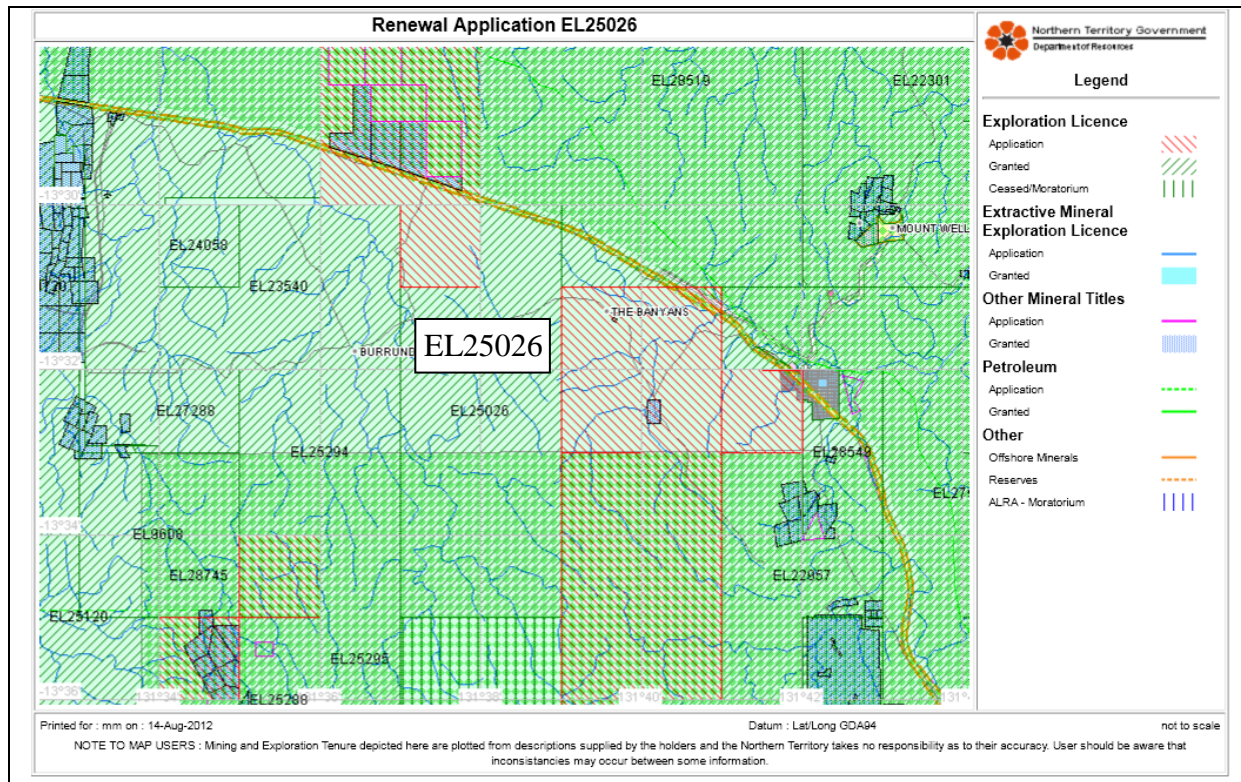 Renewal Application EL25026
Northern Territory Government
Department of Resources
Legend
Exploration Licence
Application
Granted
Ceased/Moratorium
Extractive Mineral
Exploration Licence
Application
Granted
Other Mineral Titles
Application
Granted
Petroleum
Application
Granted
Other
Offshore Minerals
Reserves
ALRA - Moratorium
EL28519
EL22301
-13°30'
MOUNT WELL
EL24058
EL23540
THE BANYANS
-13°32'
BURRUND
EL25026
EL27288
EL25026
EL25294
EL28549
-13°34'
EL9608
EL28745
EL22957
EL25120
EL25295
-13°36'
131°34'
131°36'
131°38'
131°40'
131°42'
EL25288
Printed for : mm on : 14-Aug-2012
Datum : Lat/Long GDA94
not to scale
NOTE TO MAP USERS : Mining and Exploration Tenure depicted here are plotted from descriptions supplied by the holders and the Northern Territory takes no responsibility as to their accuracy. User should be aware that
inconsistancies may occur between some information.